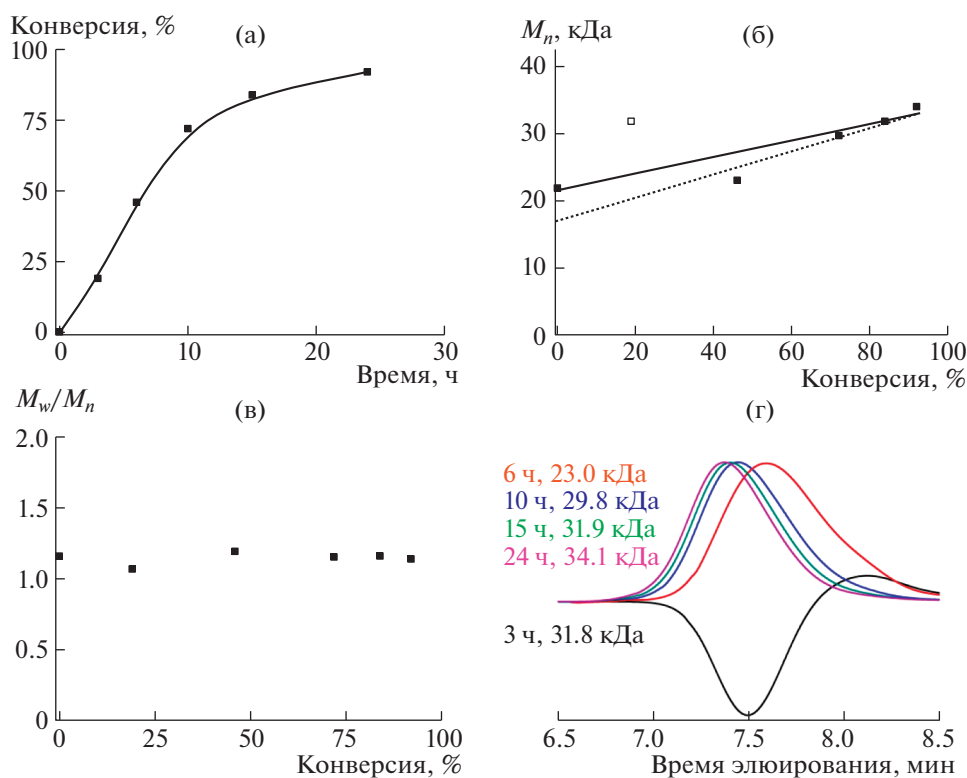 Конверсия, %
(а)
100
75
50
25
0
0
10
20
30
Время, ч
M_n, кДа
(б)
40
30
20
10
0
0
20
40
60
80
100
Конверсия, %
M_w/M_n
(в)
2.0
1.5
1.0
0.5
0
0
25
50
75
100
Конверсия, %
(г)
6 ч, 23.0 кДа
10 ч, 29.8 кДа
15 ч, 31.9 кДа
24 ч, 34.1 кДа
3 ч, 31.8 кДа
6.5
7.0
7.5
8.0
8.5
Время элюирования, мин